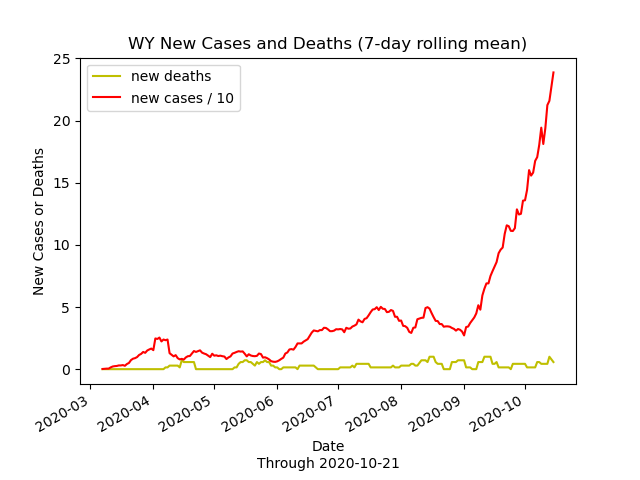 WY New Cases and Deaths (7-day rolling mean)
new deaths
new cases / 10
New Cases or Deaths
25
20
15
10
5
0
2020-03
2020-04
2020-05
2020-06
2020-07
2020-08
2020-09
2020-10
Date
Through 2020-10-21